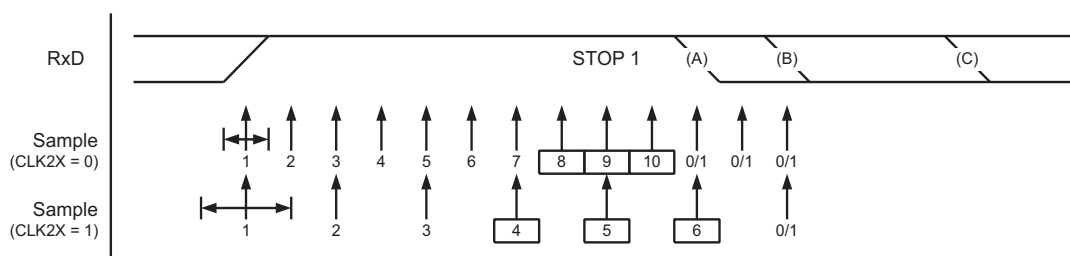 RxD STOP 1 (A) (B) (C)
Sample
(CLK2X = 0)
1 2 3 4 5 6 7 8 9 10 0/1 0/1 0/1
Sample
(CLK2X = 1)
1 2 3 4 5 6 0/1